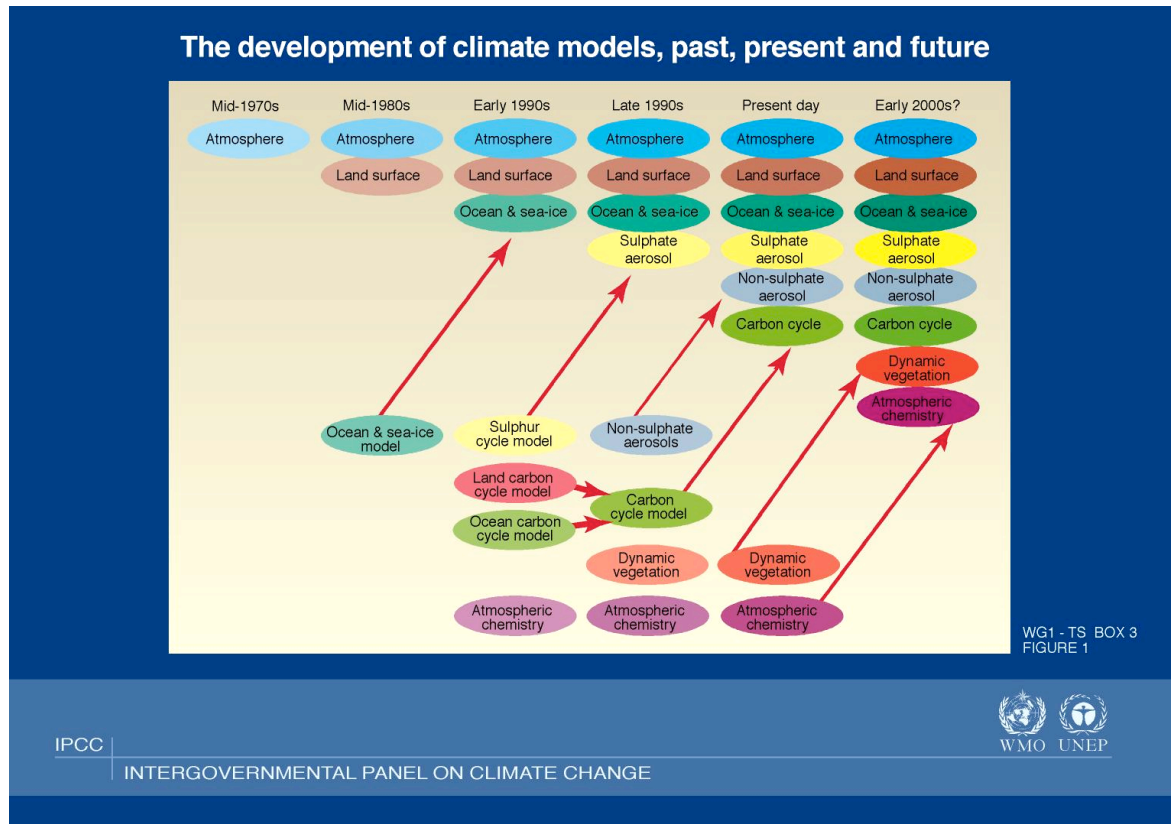 The development of climate models, past, present and future
Mid-1970s
Mid-1980s
Early 1990s
Late 1990s
Present day
Early 2000s?
Atmosphere
Atmosphere
Atmosphere
Atmosphere
Atmosphere
Atmosphere
Land surface
Land surface
Land surface
Land surface
Land surface
Ocean & sea-ice
Ocean & sea-ice
Ocean & sea-ice
Ocean & sea-ice
Sulphate
aerosol
Sulphate
aerosol
Sulphate
aerosol
Non-sulphate
aerosol
Non-sulphate
aerosol
Carbon cycle
Carbon cycle
Dynamic
vegetation
Atmospheric
chemistry
Ocean & sea-ice
model
Sulphur
cycle model
Non-sulphate
aerosols
Land carbon
cycle model
Carbon
cycle model
Ocean carbon
cycle model
Dynamic
vegetation
Dynamic
vegetation
Atmospheric
chemistry
Atmospheric
chemistry
Atmospheric
chemistry
WG1 - TS BOX 3
FIGURE 1
WMO UNEP
IPCC
INTERGOVERNMENTAL PANEL ON CLIMATE CHANGE